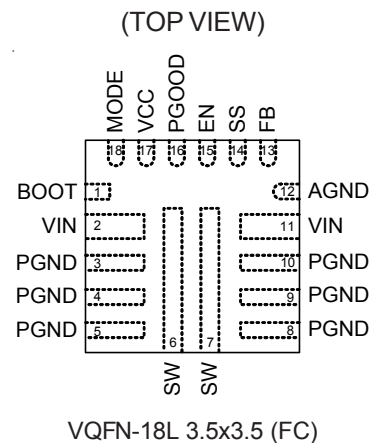 (TOP VIEW)
MODE VCC PGOOD EN SS FB
18 17 16 15 14 13
BOOT 1 12 AGND
VIN 2 11 VIN
PGND 3 10 PGND
PGND 4 9 PGND
PGND 5 8 PGND
6 7
SW SW
VQFN-18L 3.5x3.5 (FC)